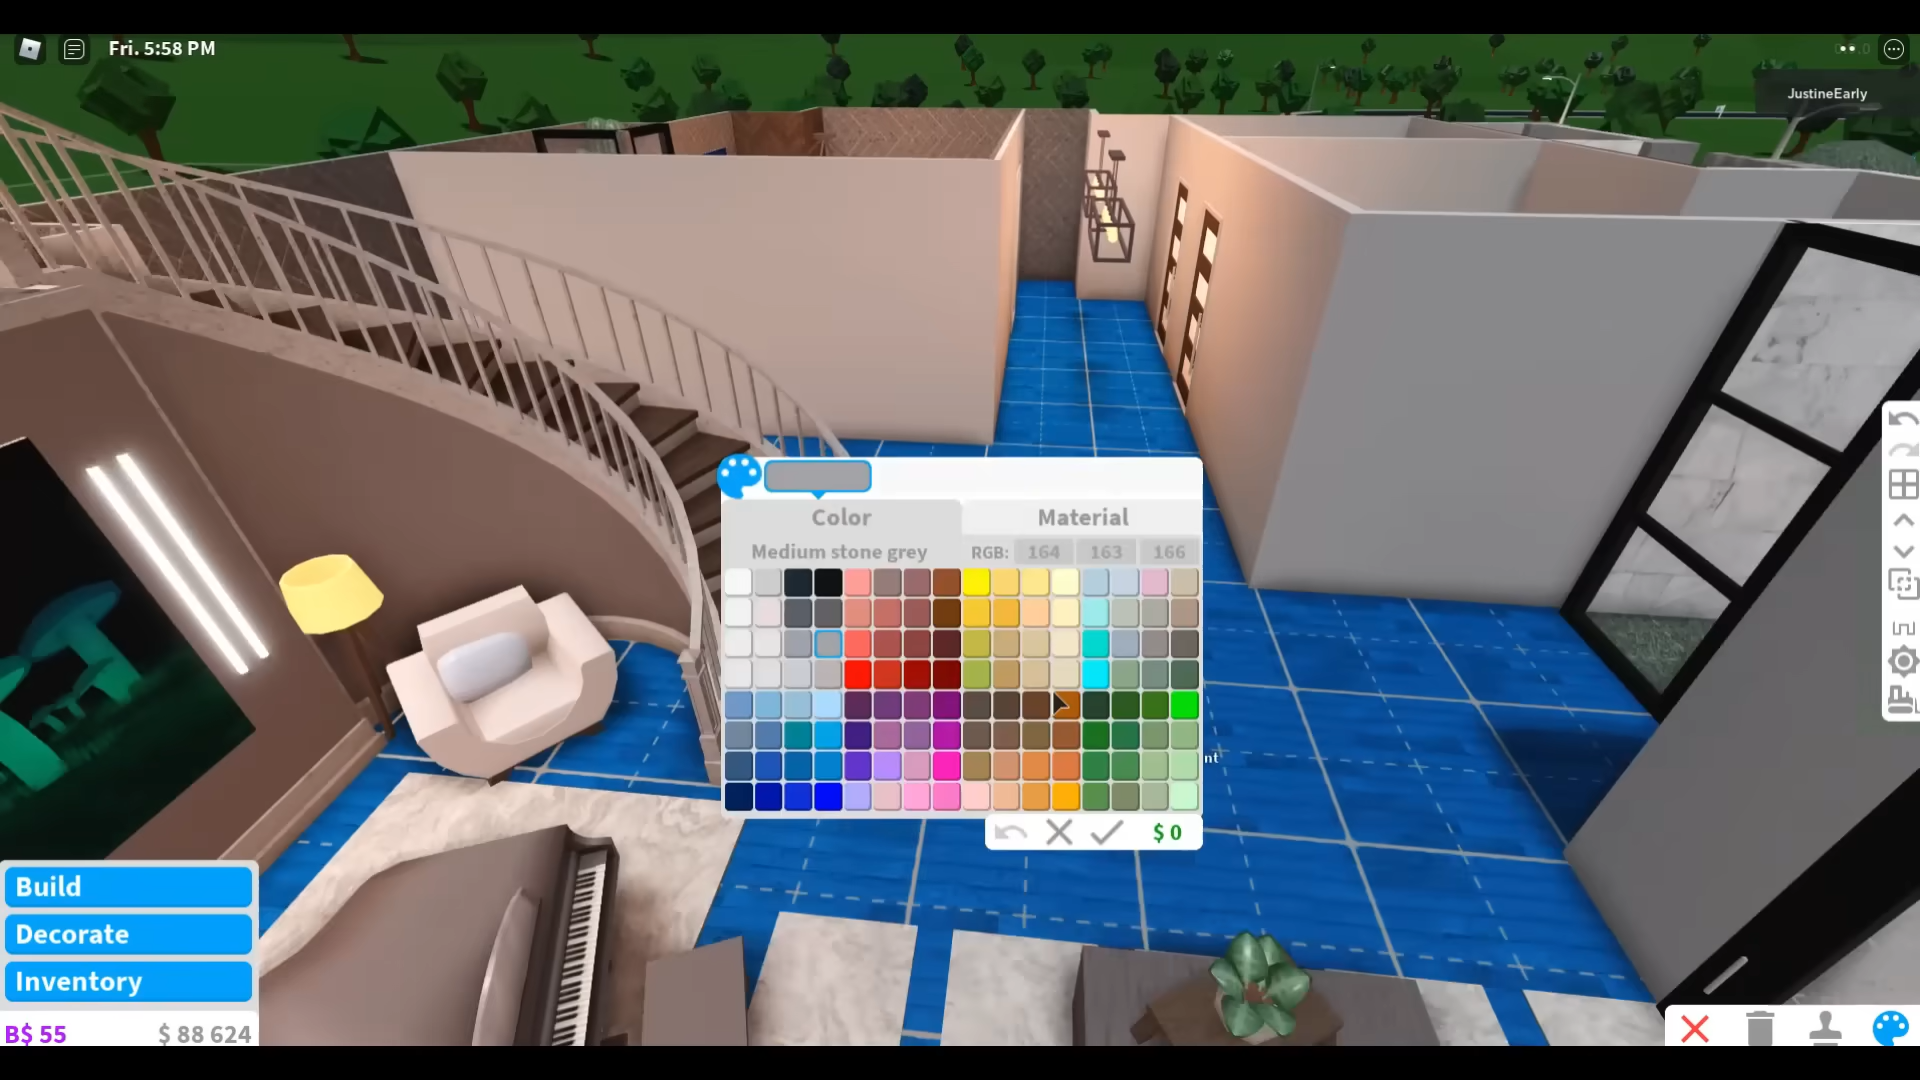 Fri. 5:58 PM
JustineEarly
Color
Material
Medium stone grey
RGB: 164 163 166
nt
$ 0
Build
Decorate
Inventory
B$ 55
$ 88 624